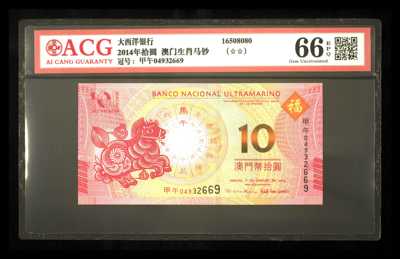 ACG
AI CANG GUARANTY
大西洋银行
2014年拾圆 澳门生肖马钞
冠号: 甲午04932669
16508080
(☆☆)
66 EPQ
Gem Uncirculated
BANCO NACIONAL ULTRAMARINO
10
馬
午
福
10
澳門幣拾圓
甲午04932669
甲午04932669